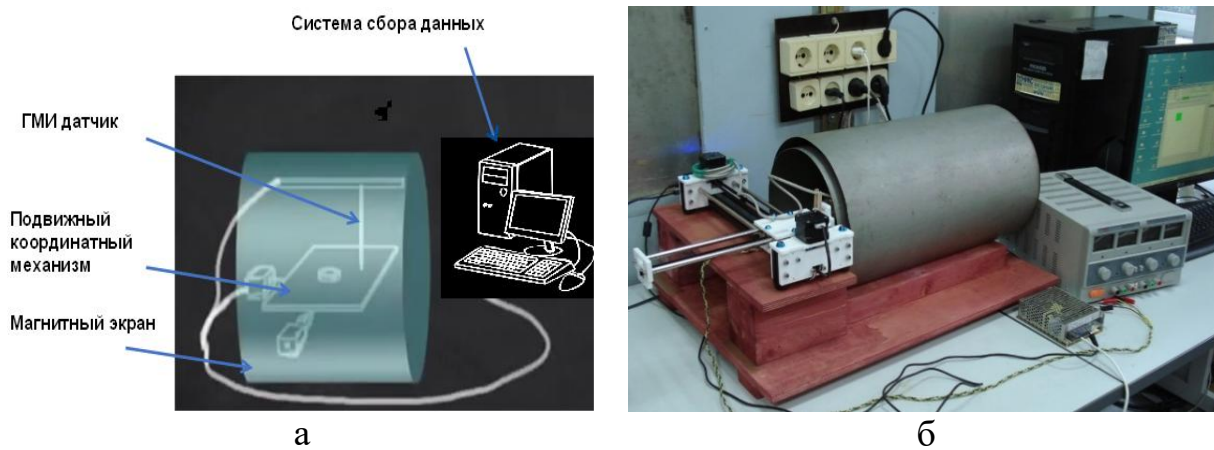 Система сбора данных
ГМИ датчик
Подвижный
координатный
механизм
Магнитный экран
а
б